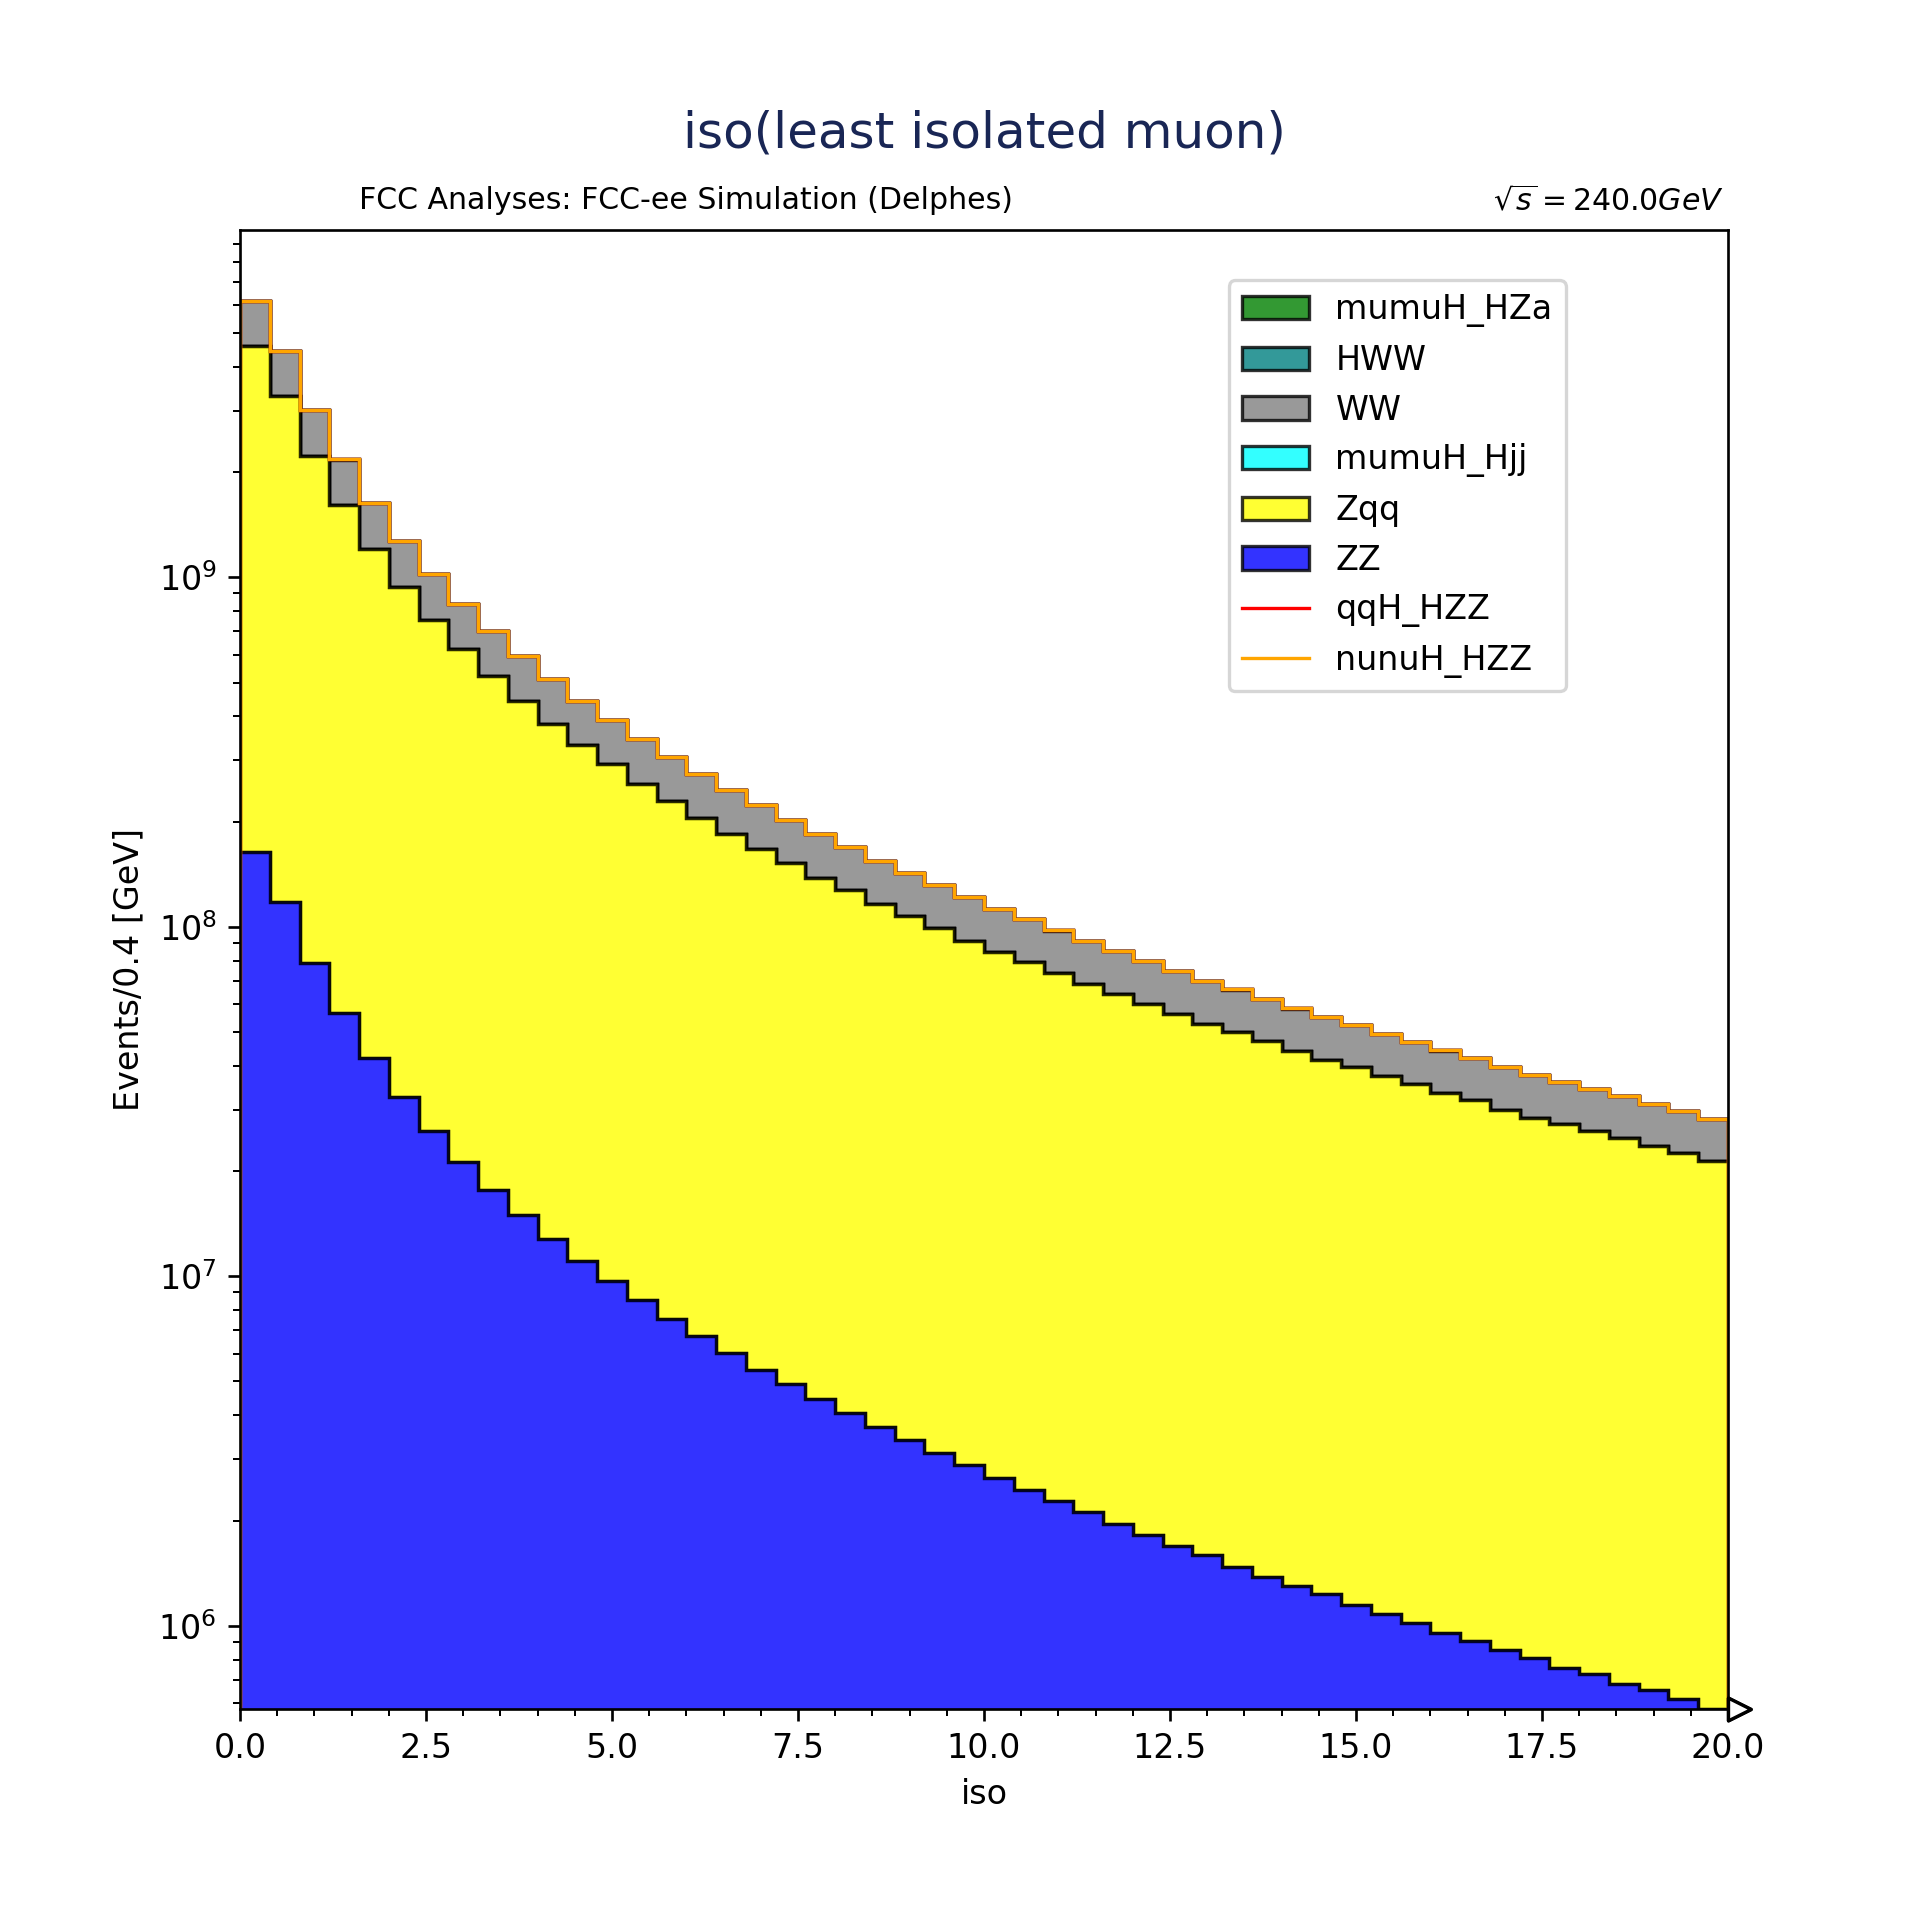 iso(least isolated muon)
FCC Analyses: FCC-ee Simulation (Delphes)
√s = 240.0GeV
mumuH_HZa
HWW
WW
mumuH_Hjj
Zqq
ZZ
qqH_HZZ
nunuH_HZZ
Events/0.4 [GeV]
10⁹
10⁸
10⁷
10⁶
0.0 2.5 5.0 7.5 10.0 12.5 15.0 17.5 20.0
iso